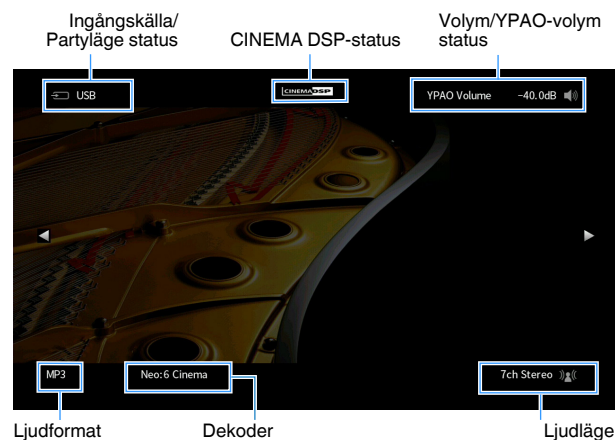 Ingångskälla/
Partyläge status
CINEMA DSP-status
Volym/YPAO-volym
status
USB
CINEMA DSP
YPAO Volume -40.0dB
MP3
Neo:6 Cinema
7ch Stereo
Ljudformat
Dekoder
Ljudläge